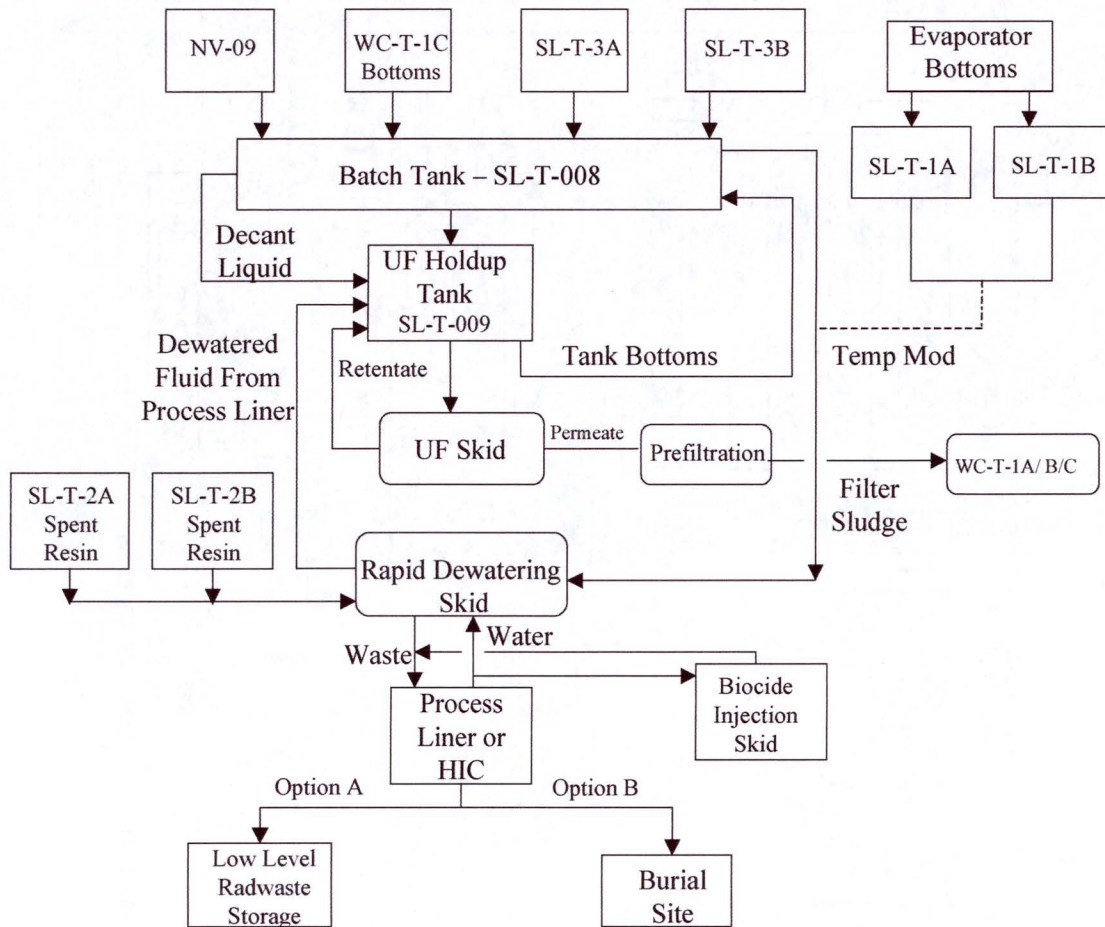 NV-09
WC-T-1C
Bottoms
SL-T-3A
SL-T-3B
Evaporator
Bottoms
SL-T-1A
SL-T-1B
Batch Tank – SL-T-008
Decant
Liquid
UF Holdup
Tank
SL-T-009
Dewatered
Fluid From
Process Liner
Retentate
Tank Bottoms
Temp Mod
UF Skid
Permeate
Prefiltration
WC-T-1A/ B/C
Filter
Sludge
SL-T-2A
Spent
Resin
SL-T-2B
Spent
Resin
Rapid Dewatering
Skid
Waste
Water
Process
Liner or
HIC
Biocide
Injection
Skid
Option A
Option B
Low Level
Radwaste
Storage
Burial
Site